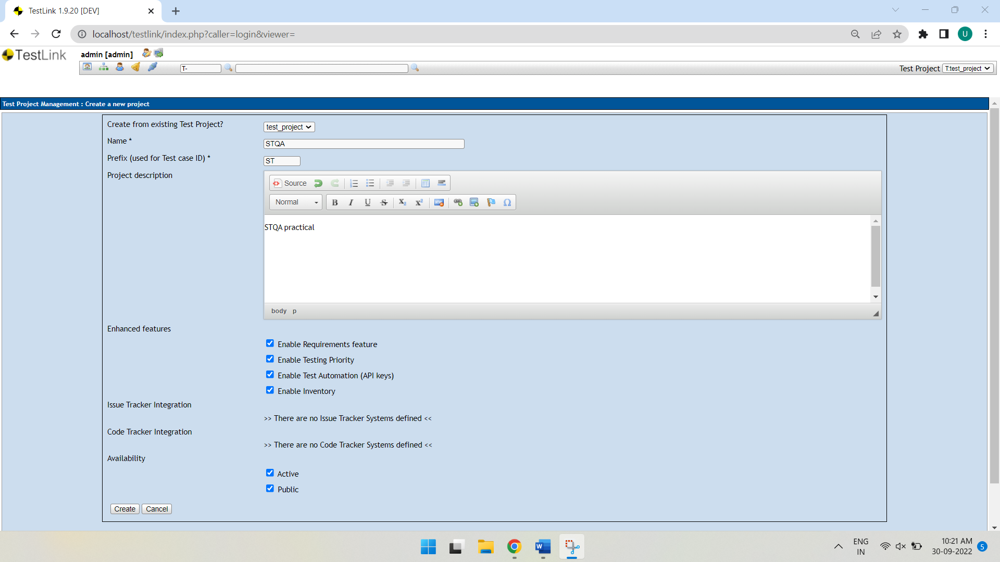 TestLink 1.9.20 [DEV]
localhost/testlink/index.php?caller=login&viewer=
U
TestLink
admin [admin]
T-
Test Project T:test_project
Test Project Management : Create a new project
Create from existing Test Project? test_project
Name * STQA
Prefix (used for Test case ID) * ST
Project description
Source
Normal B I U S X₂ X² Ω
STQA practical
body p
Enhanced features
Enable Requirements feature
Enable Testing Priority
Enable Test Automation (API keys)
Enable Inventory
Issue Tracker Integration
>> There are no Issue Tracker Systems defined <<
Code Tracker Integration
>> There are no Code Tracker Systems defined <<
Availability
Active
Public
Create Cancel
W
ENG
IN
10:21 AM
30-09-2022
5